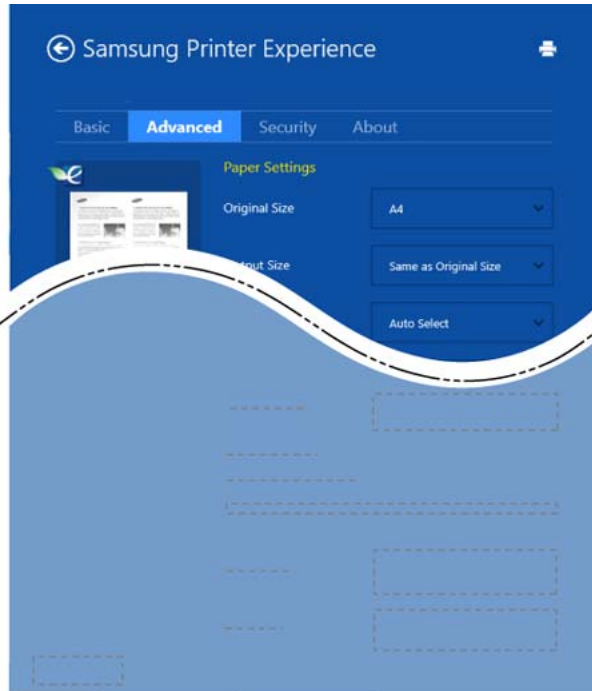 Samsung Printer Experience
Basic Advanced Security About
Paper Settings
Original Size A4
Size Same as Original Size
Auto Select